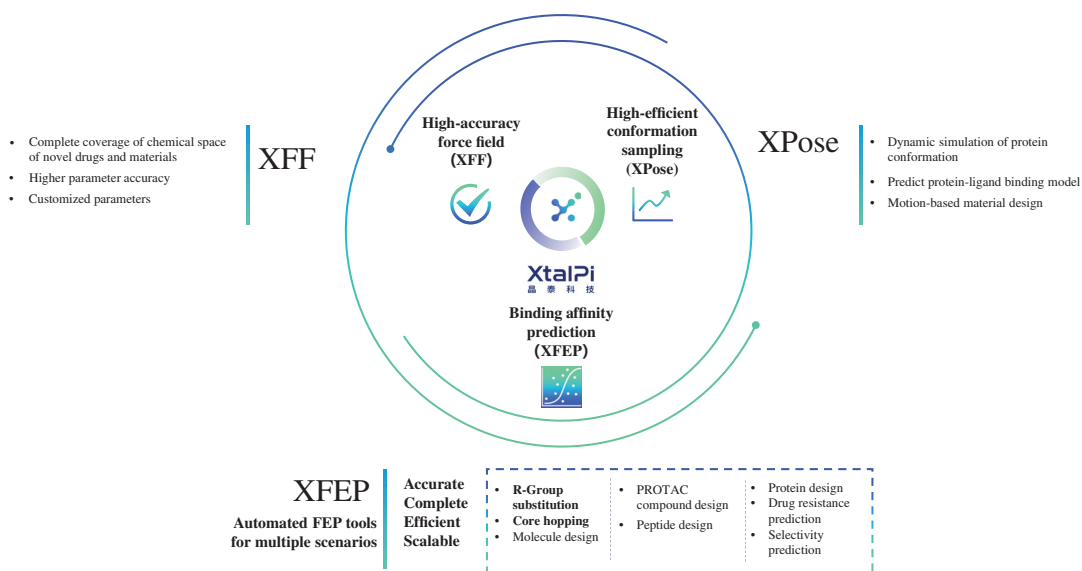 High-accuracy
force field
(XFF)
High-efficient
conformation
sampling
(XPose)
XtalPi
晶泰科技
Binding affinity
prediction
(XFEP)
XFF
• Complete coverage of chemical space
of novel drugs and materials
• Higher parameter accuracy
• Customized parameters
XPose
• Dynamic simulation of protein
conformation
• Predict protein-ligand binding model
• Motion-based material design
XFEP
Automated FEP tools
for multiple scenarios
Accurate
Complete
Efficient
Scalable
• R-Group
substitution
• Core hopping
• Molecule design
• PROTAC
compound design
• Peptide design
• Protein design
• Drug resistance
prediction
• Selectivity
prediction